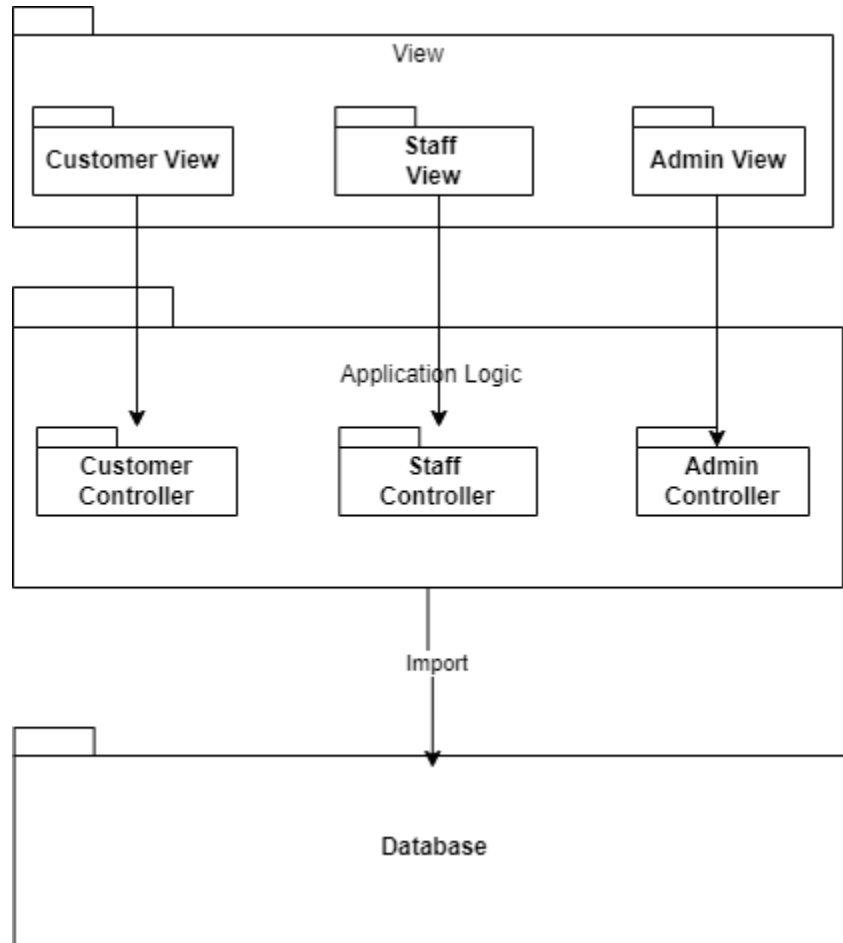 View
Customer View
Staff
View
Admin View
Application Logic
Customer
Controller
Staff
Controller
Admin
Controller
Import
Database